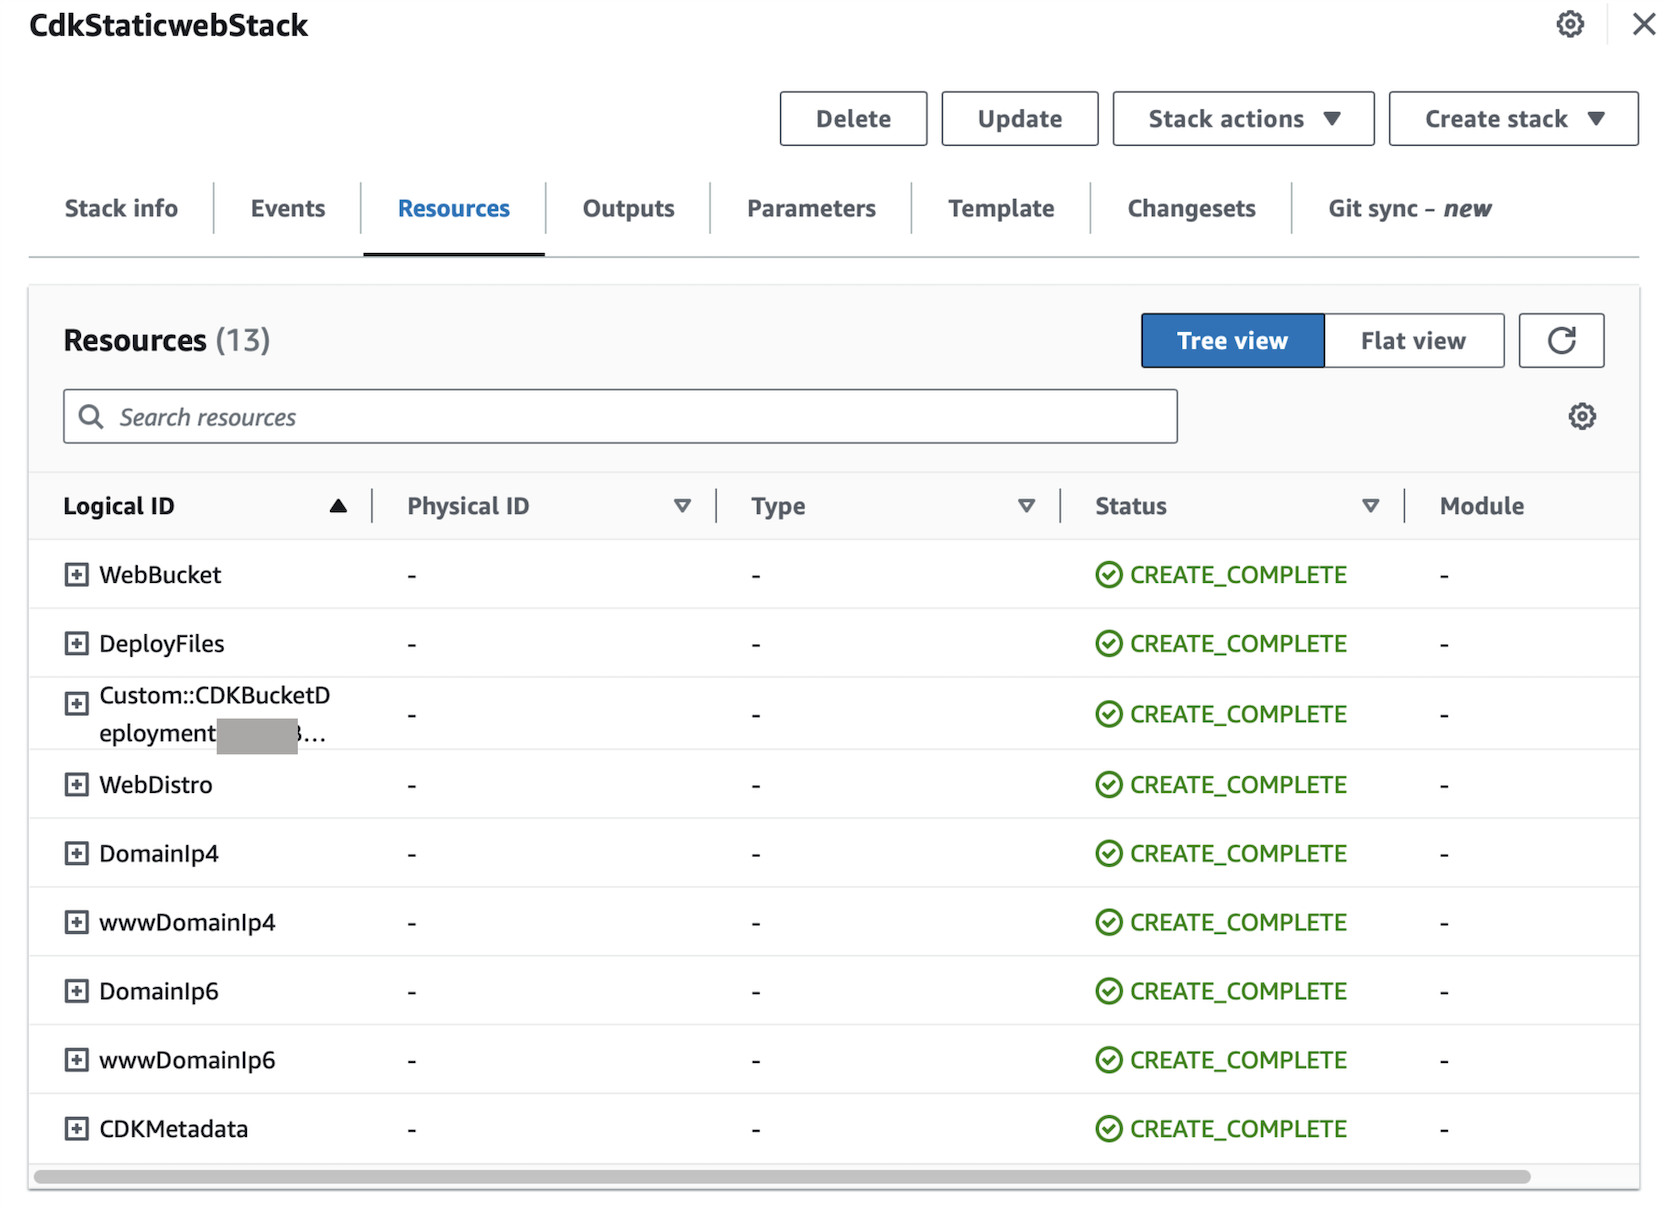 CdkStaticwebStack
Delete Update Stack actions Create stack
Stack info Events Resources Outputs Parameters Template Changesets Git sync - new
Resources (13)
Tree view Flat view
Search resources
Logical ID Physical ID Type Status Module
WebBucket - - CREATE_COMPLETE -
DeployFiles - - CREATE_COMPLETE -
Custom::CDKBucketD
eployment ... - - CREATE_COMPLETE -
WebDistro - - CREATE_COMPLETE -
DomainIp4 - - CREATE_COMPLETE -
wwwDomainIp4 - - CREATE_COMPLETE -
DomainIp6 - - CREATE_COMPLETE -
wwwDomainIp6 - - CREATE_COMPLETE -
CDKMetadata - - CREATE_COMPLETE -